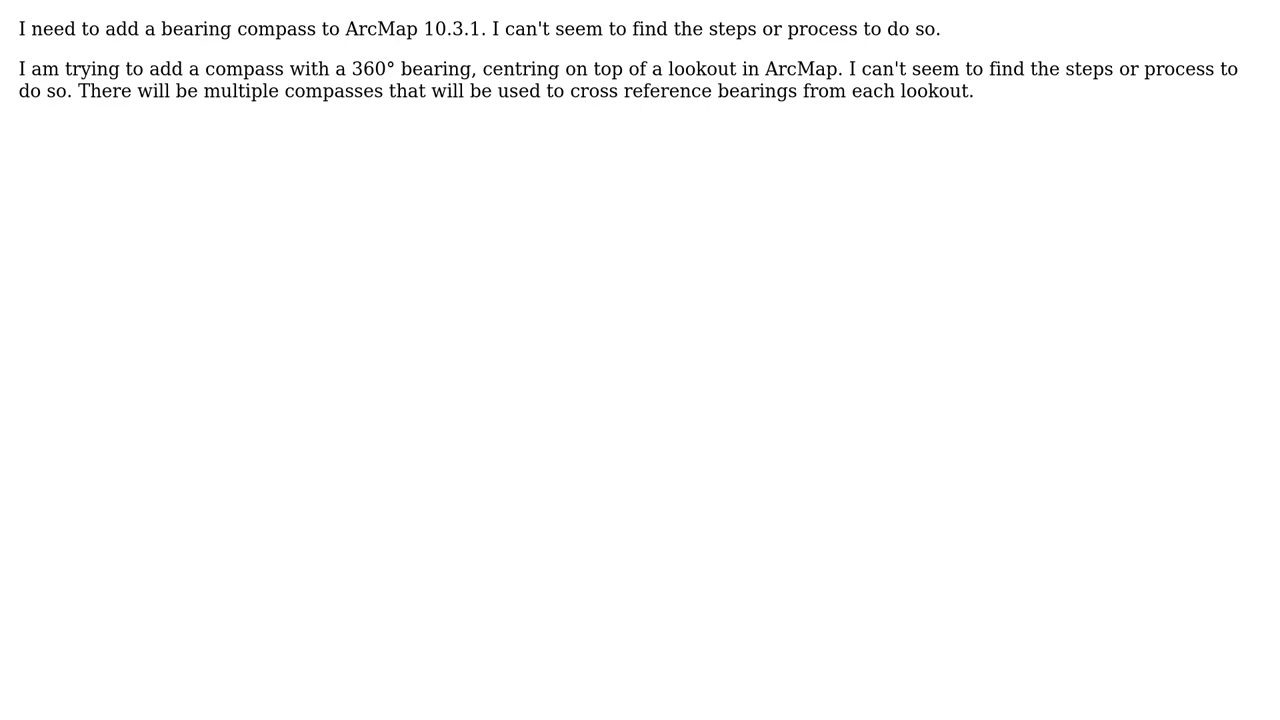 I need to add a bearing compass to ArcMap 10.3.1. I can't seem to find the steps or process to do so.
I am trying to add a compass with a 360° bearing, centring on top of a lookout in ArcMap. I can't seem to find the steps or process to
do so. There will be multiple compasses that will be used to cross reference bearings from each lookout.